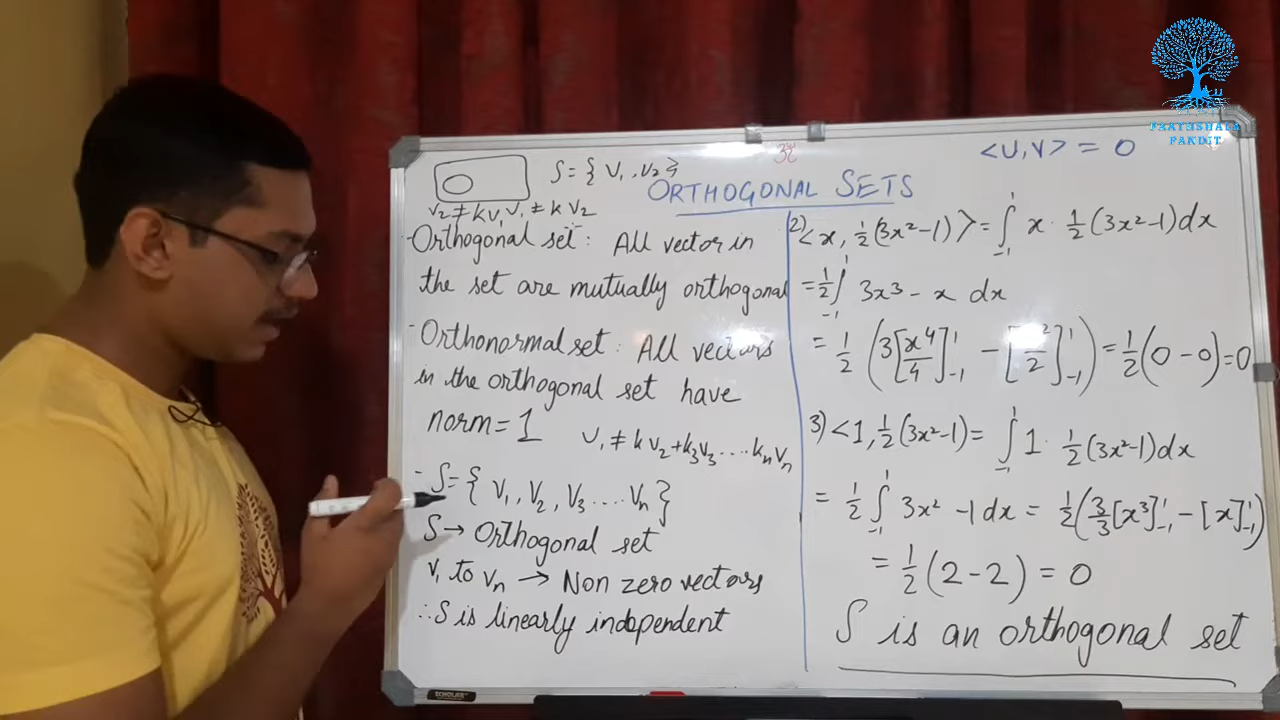 S = { V₁, V₂ }
V₂ ≠ kV₁ V₁ ≠ kV₂
ORTHOGONAL SETS
- Orthogonal set : All vector in
the set are mutually orthogonal
- Orthonormal set : All vectors
in the orthogonal set have
norm = 1
U₁ ≠ kV₂+k₃V₃....kₙVₙ
- S= { V₁, V₂, V₃ .... Vₙ }
S → Orthogonal set
V₁ to Vₙ → Non zero vectors
∴ S is linearly independent
SCHOLAR
<U,V> = 0
2) <x, ½(3x²-1)> = ∫₋₁¹ x · ½(3x²-1)dx
= ½∫₋₁¹ 3x³ - x dx
= ½ (3[x⁴/4]₋₁¹ - [x²/2]₋₁¹) = ½(0-0)=0
3) <1, ½(3x²-1) = ∫₋₁¹ 1 · ½(3x²-1)dx
= ½ ∫₋₁¹ 3x² - 1 dx = ½(3/3[x³]₋₁¹ - [x]₋₁¹)
= ½(2-2) = 0
S is an orthogonal set
PRATHSHALA
PANDIT